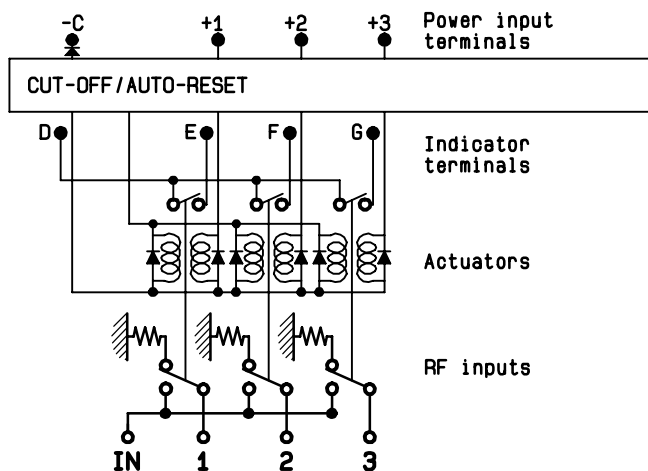 -C +1 +2 +3 Power input
terminals
CUT-OFF/AUTO-RESET
D E F G Indicator
terminals
Actuators
RF inputs
IN 1 2 3